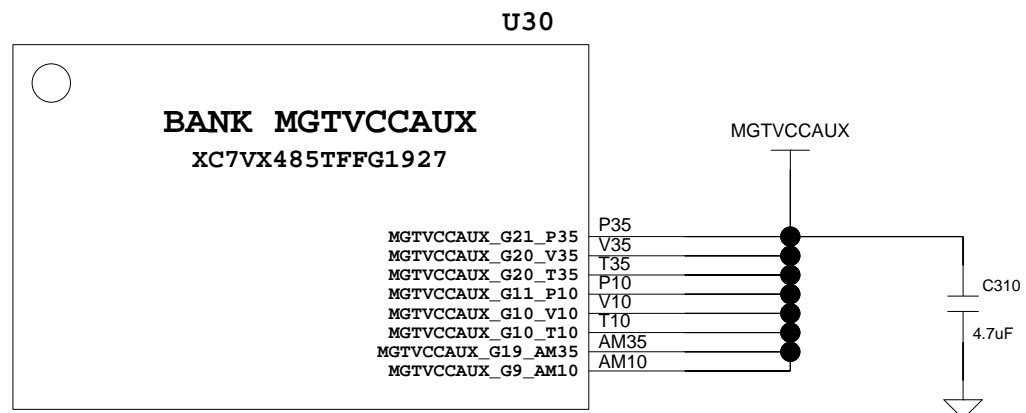 U30
BANK MGTVCCAUX
XC7VX485TFFG1927
MGTVCCAUX
MGTVCCAUX_G21_P35 P35
MGTVCCAUX_G20_V35 V35
MGTVCCAUX_G20_T35 T35
MGTVCCAUX_G11_P10 P10
MGTVCCAUX_G10_V10 V10
MGTVCCAUX_G10_T10 T10
MGTVCCAUX_G19_AM35 AM35
MGTVCCAUX_G9_AM10 AM10
C310
4.7uF